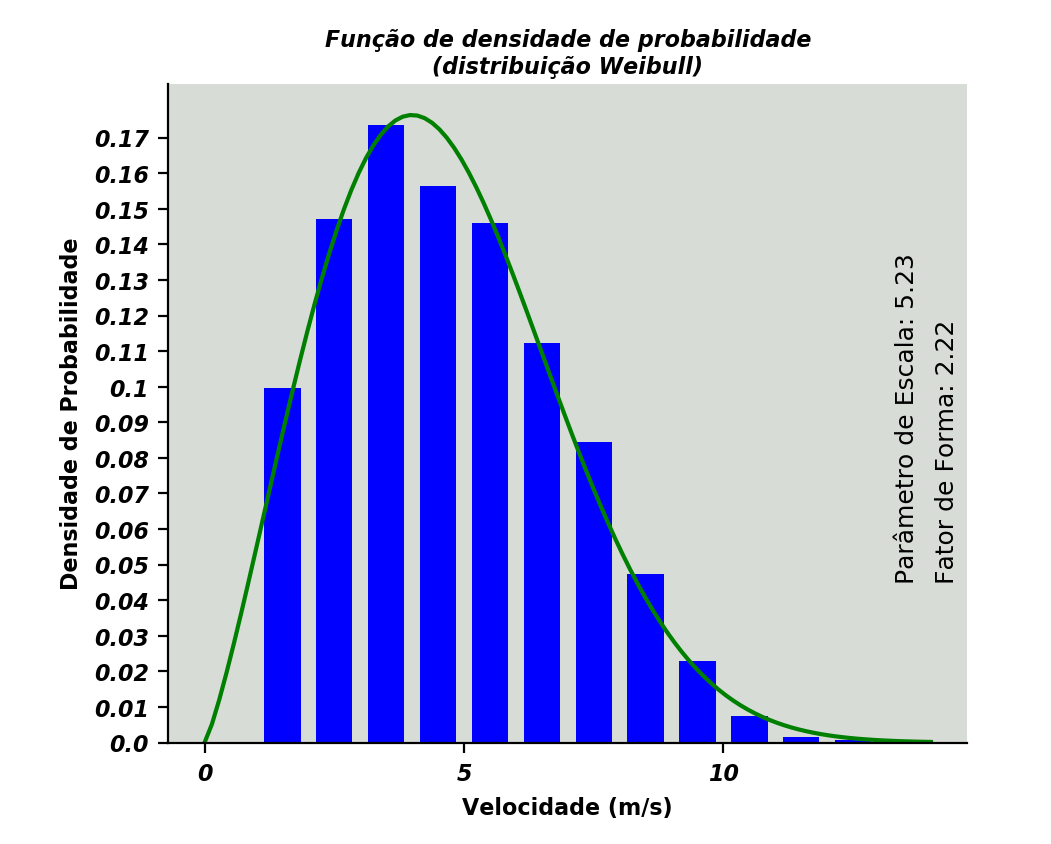 Função de densidade de probabilidade
(distribuição Weibull)
Densidade de Probabilidade
0.17
0.16
0.15
0.14
0.13
0.12
0.11
0.1
0.09
0.08
0.07
0.06
0.05
0.04
0.03
0.02
0.01
0.0
0 5 10
Velocidade (m/s)
Parâmetro de Escala: 5.23
Fator de Forma: 2.22